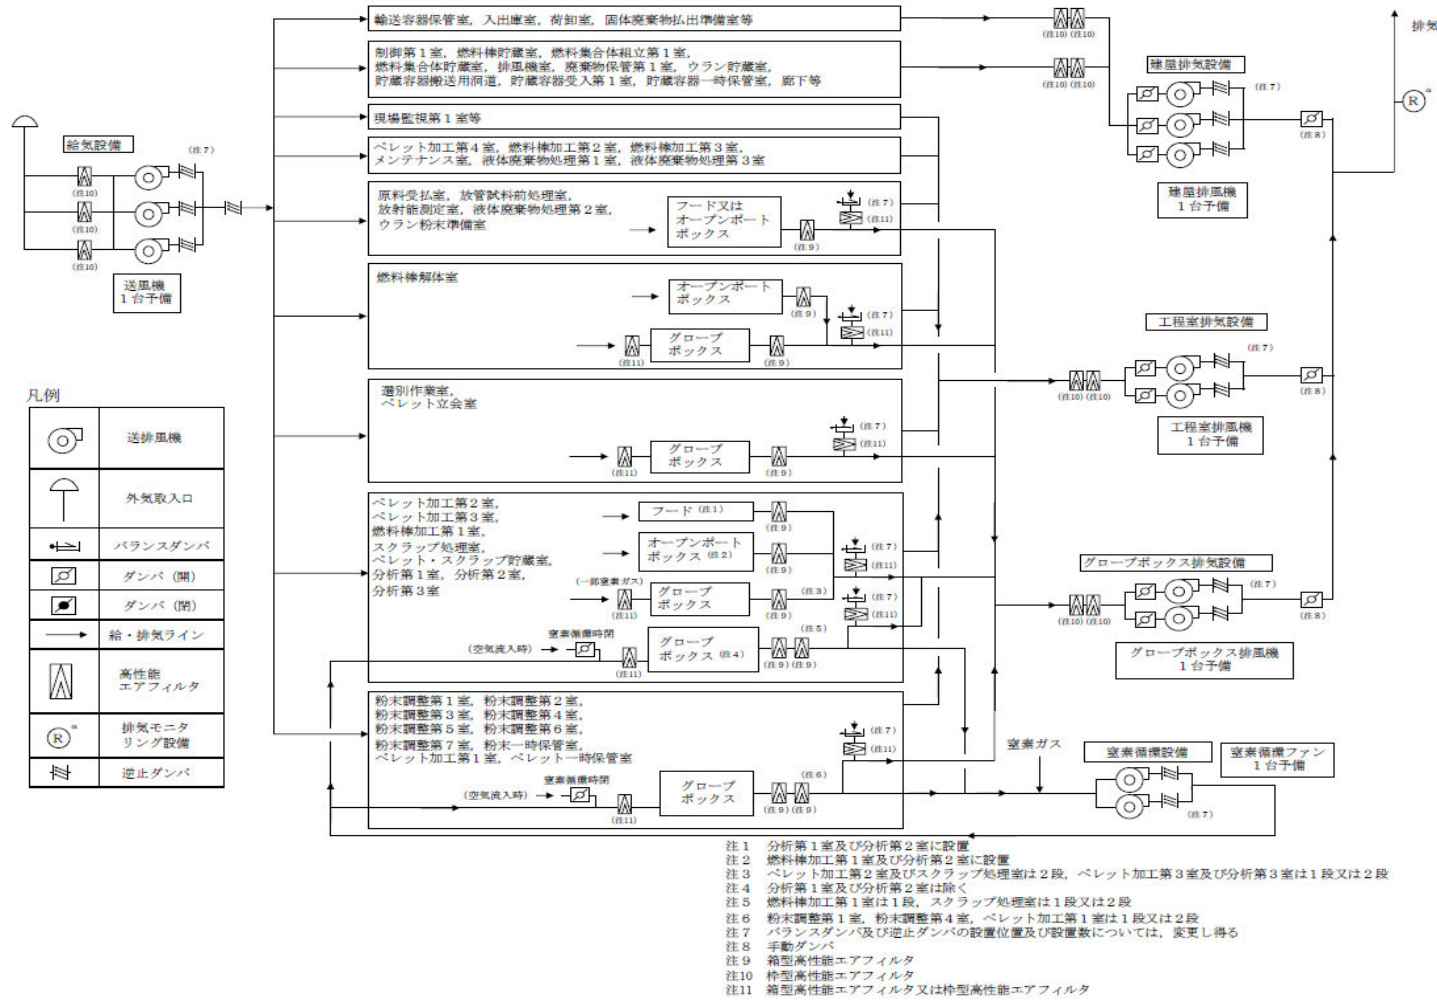 輸送容器保管室，入出庫室，荷卸室，固体廃棄物払出準備室等
(注10) (注10)
排気
制御第１室，燃料棒貯蔵室，燃料集合体組立第１室，
燃料集合体貯蔵室，排風機室，廃棄物保管第１室，ウラン貯蔵室，
貯蔵容器搬送用洞道，貯蔵容器受入第１室，貯蔵容器一時保管室，廊下等
(注10) (注10)
建屋排気設備
(注７)
(注８)
R α
建屋排風機
１台予備
給気設備
(注７)
(注10)
(注10)
(注10)
送風機
１台予備
現場監視第１室等
ペレット加工第４室，燃料棒加工第２室，燃料棒加工第３室，
メンテナンス室，液体廃棄物処理第１室，液体廃棄物処理第３室
原料受払室，放管試料前処理室，
放射能測定室，液体廃棄物処理第２室，
ウラン粉末準備室
フード又は
オープンポート
ボックス
(注９)
(注７)
(注11)
燃料棒解体室
オープンポート
ボックス
(注９)
(注７)
(注11)
(注11)
グローブ
ボックス
(注９)
工程室排気設備
(注７)
(注10) (注10)
(注８)
工程室排風機
１台予備
選別作業室，
ペレット立会室
(注11)
グローブ
ボックス
(注９)
(注７)
(注11)
ペレット加工第２室，
ペレット加工第３室，
燃料棒加工第１室，
スクラップ処理室，
ペレット・スクラップ貯蔵室，
分析第１室，分析第２室，
分析第３室
フード (注１)
(注９)
オープンポート
ボックス (注２)
(注９)
(注７)
(注11)
(一部窒素ガス)
(注11)
グローブ
ボックス
(注９)
(注３)
(注７)
(注11)
窒素循環時閉
(空気流入時)
(注11)
グローブ
ボックス (注４)
(注９) (注９)
(注５)
グローブボックス排気設備
(注７)
(注10) (注10)
(注８)
グローブボックス排風機
１台予備
粉末調整第１室，粉末調整第２室，
粉末調整第３室，粉末調整第４室，
粉末調整第５室，粉末調整第６室，
粉末調整第７室，粉末一時保管室，
ペレット加工第１室，ペレット一時保管室
窒素循環時閉
(空気流入時)
(注11)
グローブ
ボックス
(注９) (注９)
(注６)
(注７)
(注11)
窒素ガス
窒素循環設備
窒素循環ファン
１台予備
(注７)
凡例
送排風機
外気取入口
バランスダンパ
ダンパ（開）
ダンパ（閉）
給・排気ライン
高性能
エアフィルタ
R α
排気モニタ
リング設備
逆止ダンパ
注１　分析第１室及び分析第２室に設置
注２　燃料棒加工第１室及び分析第２室に設置
注３　ペレット加工第２室及びスクラップ処理室は２段，ペレット加工第３室及び分析第３室は１段又は２段
注４　分析第１室及び分析第２室は除く
注５　燃料棒加工第１室は１段，スクラップ処理室は１段又は２段
注６　粉末調整第１室，粉末調整第４室，ペレット加工第１室は１段又は２段
注７　バランスダンパ及び逆止ダンパの設置位置及び設置数については，変更し得る
注８　手動ダンパ
注９　箱型高性能エアフィルタ
注10　枠型高性能エアフィルタ
注11　箱型高性能エアフィルタ又は枠型高性能エアフィルタ